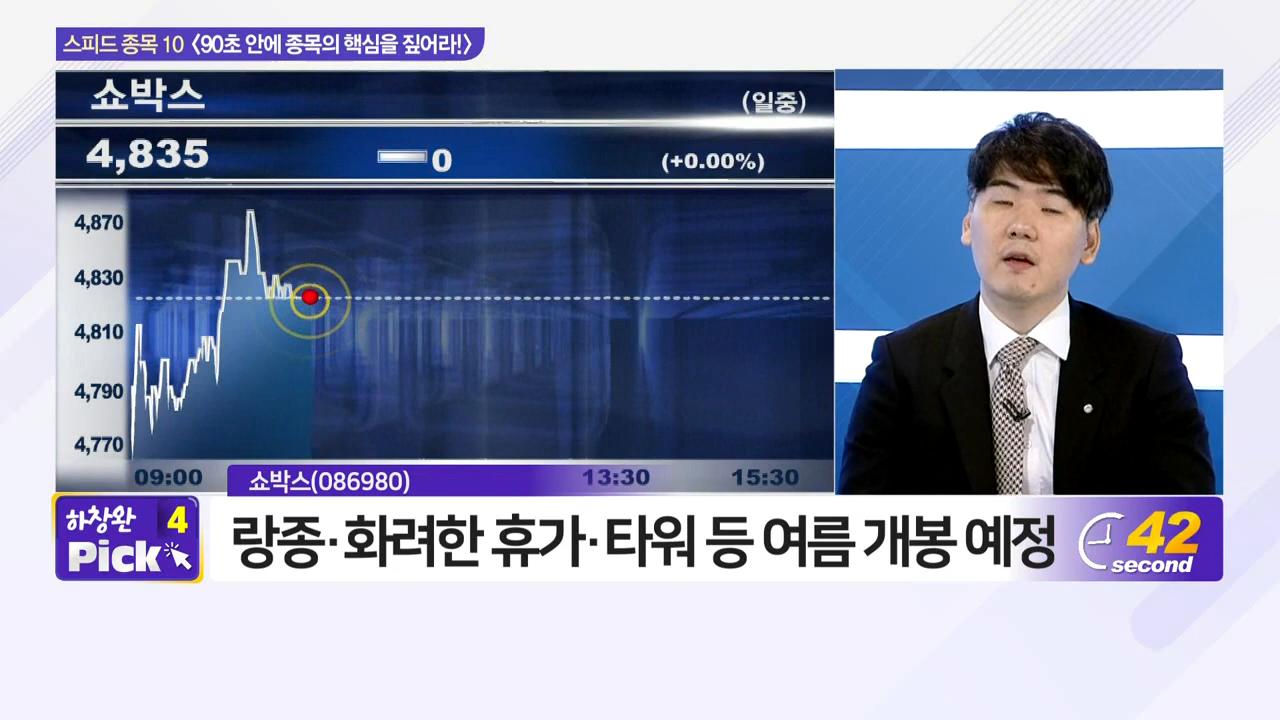 스피드 종목 10 〈90초 안에 종목의 핵심을 짚어라!〉
쇼박스 (일중)
4,835 0 (+0.00%)
4,870
4,830
4,810
4,790
4,770
09:00 13:30 15:30
쇼박스(086980)
하창완 4
Pick
랑종·화려한 휴가·타워 등 여름 개봉 예정
42
second